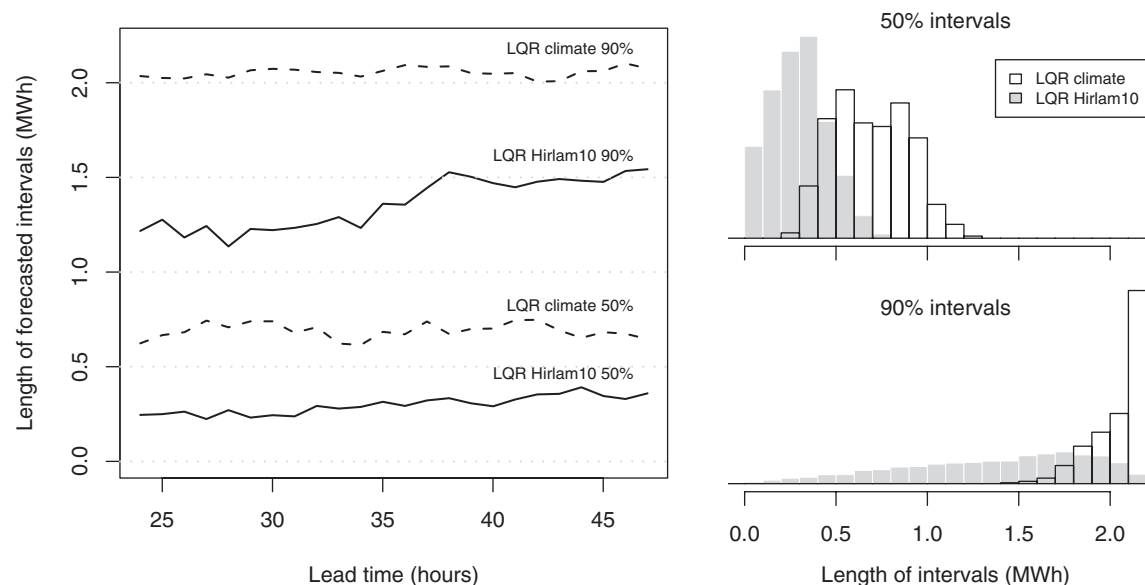 Length of forecasted intervals (MWh)
0.0
0.5
1.0
1.5
2.0
LQR climate 90%
LQR Hirlam10 90%
LQR climate 50%
LQR Hirlam10 50%
25
30
35
40
45
Lead time (hours)
50% intervals
LQR climate
LQR Hirlam10
90% intervals
0.0
0.5
1.0
1.5
2.0
Length of intervals (MWh)